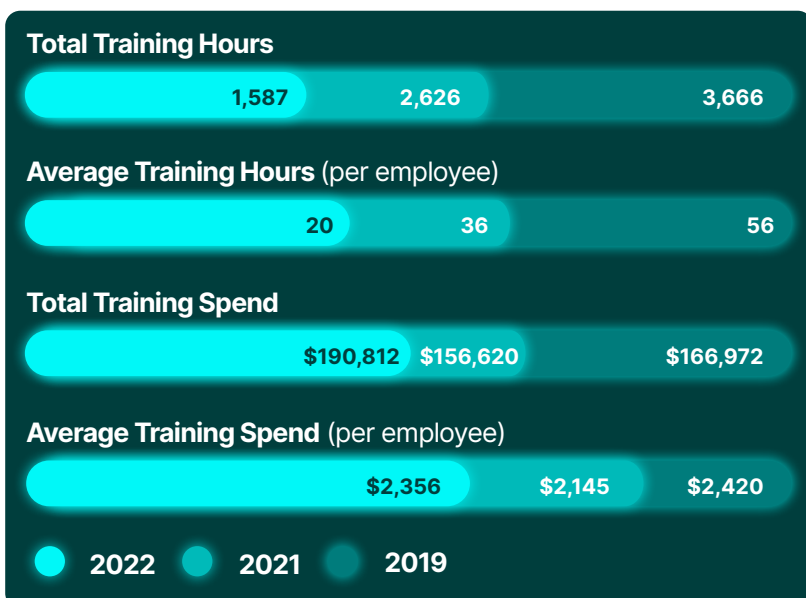 Total Training Hours
1,587 2,626 3,666
Average Training Hours (per employee)
20 36 56
Total Training Spend
$190,812 $156,620 $166,972
Average Training Spend (per employee)
$2,356 $2,145 $2,420
2022 2021 2019